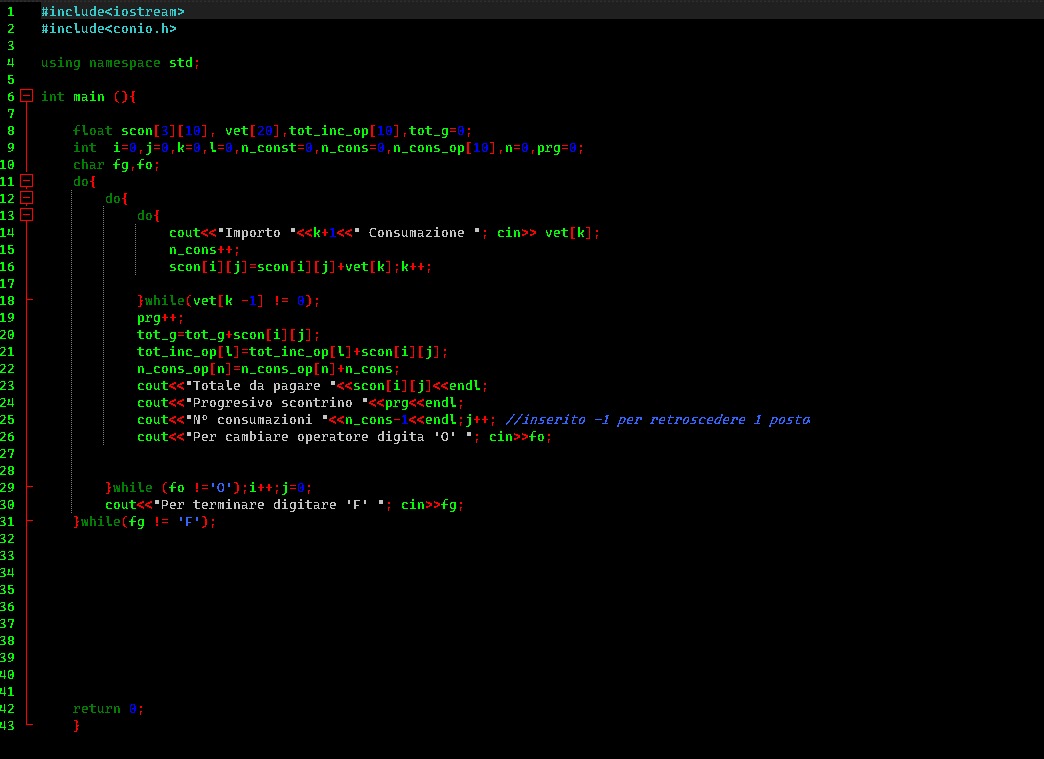 1 #include<iostream>
2 #include<conio.h>
3
4 using namespace std;
5
6 int main (){
7
8 float scon[3][10], vet[20],tot_inc_op[10],tot_g=0;
9 int  i=0,j=0,k=0,l=0,n_const=0,n_cons=0,n_cons_op[10],n=0,prg=0;
10 char fg,fo;
11 do{
12 do{
13 do{
14 cout<<"Importo "<<k+1<<" Consumazione "; cin>> vet[k];
15 n_cons++;
16 scon[i][j]=scon[i][j]+vet[k];k++;
17
18 }while(vet[k -1] != 0);
19 prg++;
20 tot_g=tot_g+scon[i][j];
21 tot_inc_op[l]=tot_inc_op[l]+scon[i][j];
22 n_cons_op[n]=n_cons_op[n]+n_cons;
23 cout<<"Totale da pagare "<<scon[i][j]<<endl;
24 cout<<"Progresivo scontrino "<<prg<<endl;
25 cout<<"N° consumazioni "<<n_cons-1<<endl;j++; //inserito -1 per retroscedere 1 posto
26 cout<<"Per cambiare operatore digita 'O' "; cin>>fo;
27
28
29 }while (fo !='O');i++;j=0;
30 cout<<"Per terminare digitare 'F' "; cin>>fg;
31 }while(fg != 'F');
32
33
34
35
36
37
38
39
40
41
42 return 0;
43 }